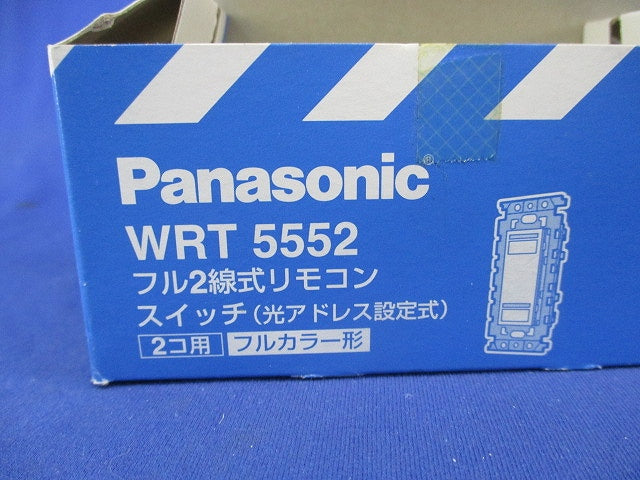 Panasonic®
WRT 5552
フル2線式リモコン
スイッチ(光アドレス設定式)
2コ用 フルカラー形